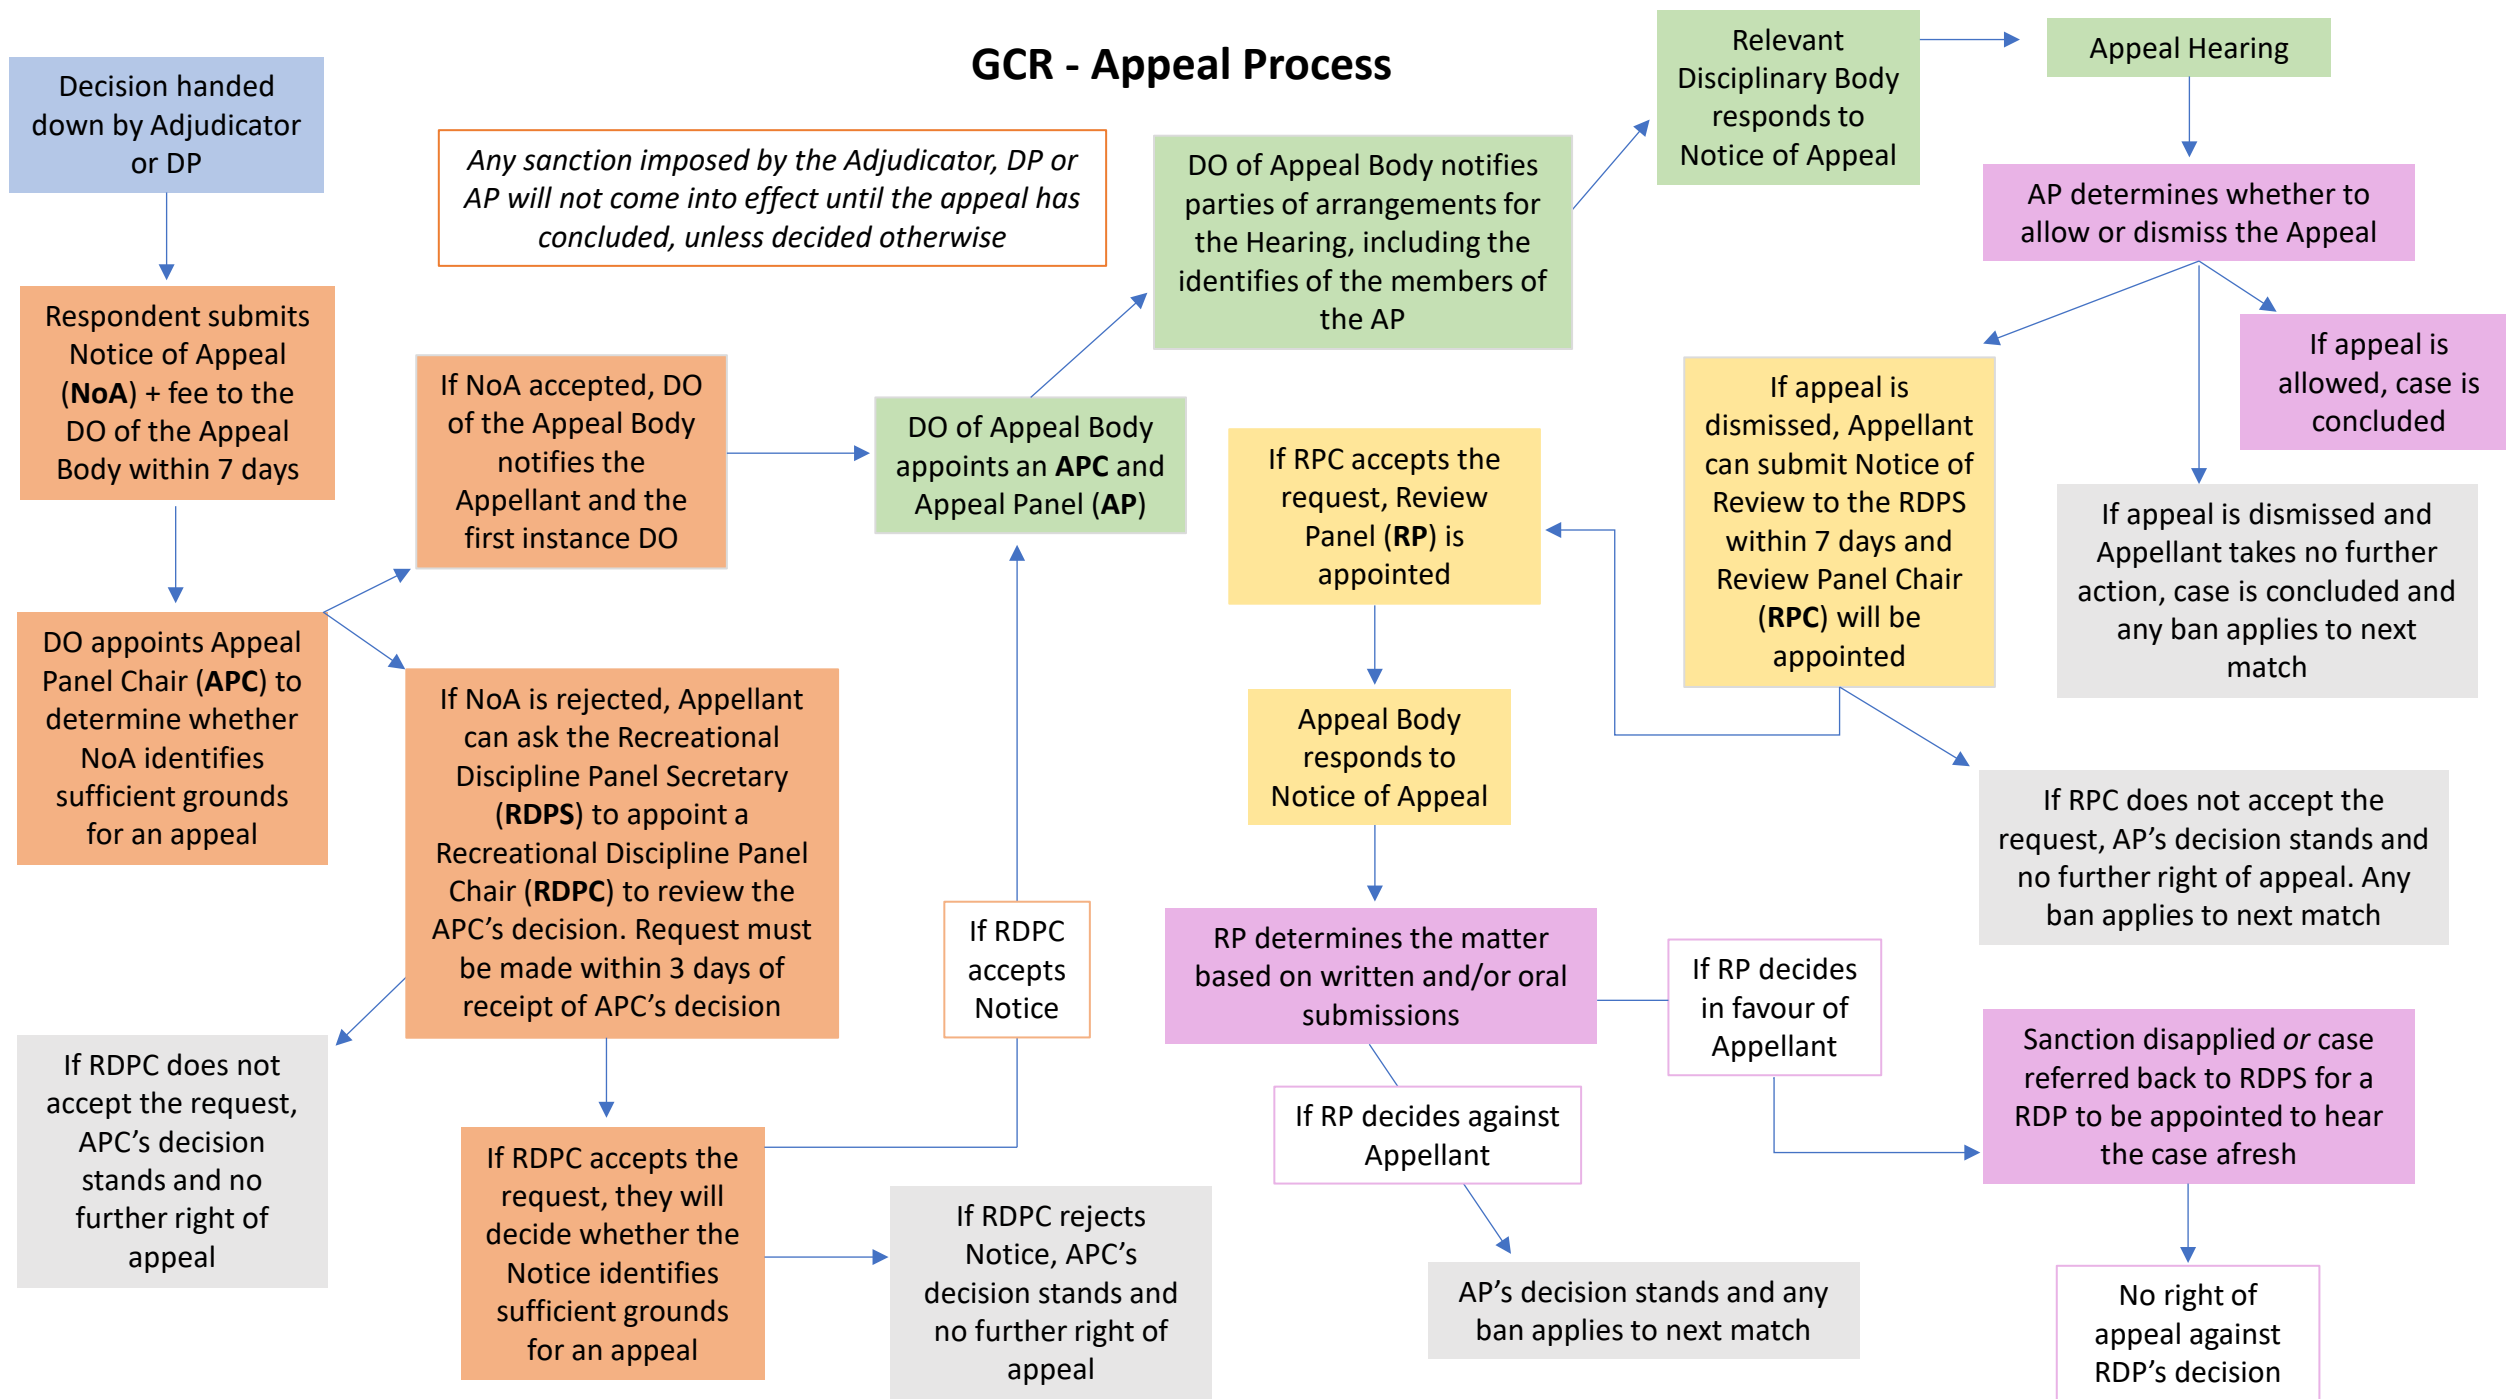 GCR - Appeal Process
Decision handed
down by Adjudicator
or DP
Any sanction imposed by the Adjudicator, DP or
AP will not come into effect until the appeal has
concluded, unless decided otherwise
Respondent submits
Notice of Appeal
(NoA) + fee to the
DO of the Appeal
Body within 7 days
DO appoints Appeal
Panel Chair (APC) to
determine whether
NoA identifies
sufficient grounds
for an appeal
If NoA accepted, DO
of the Appeal Body
notifies the
Appellant and the
first instance DO
If NoA is rejected, Appellant
can ask the Recreational
Discipline Panel Secretary
(RDPS) to appoint a
Recreational Discipline Panel
Chair (RDPC) to review the
APC’s decision. Request must
be made within 3 days of
receipt of APC’s decision
If RDPC does not
accept the request,
APC’s decision
stands and no
further right of
appeal
If RDPC accepts the
request, they will
decide whether the
Notice identifies
sufficient grounds
for an appeal
If RDPC
accepts
Notice
If RDPC rejects
Notice, APC’s
decision stands and
no further right of
appeal
DO of Appeal Body
appoints an APC and
Appeal Panel (AP)
DO of Appeal Body notifies
parties of arrangements for
the Hearing, including the
identifies of the members of
the AP
Relevant
Disciplinary Body
responds to
Notice of Appeal
Appeal Hearing
AP determines whether to
allow or dismiss the Appeal
If appeal is
allowed, case is
concluded
If appeal is dismissed and
Appellant takes no further
action, case is concluded and
any ban applies to next
match
If appeal is
dismissed, Appellant
can submit Notice of
Review to the RDPS
within 7 days and
Review Panel Chair
(RPC) will be
appointed
If RPC does not accept the
request, AP’s decision stands and
no further right of appeal. Any
ban applies to next match
If RPC accepts the
request, Review
Panel (RP) is
appointed
Appeal Body
responds to
Notice of Appeal
RP determines the matter
based on written and/or oral
submissions
If RP decides against
Appellant
AP’s decision stands and any
ban applies to next match
If RP decides
in favour of
Appellant
Sanction disapplied or case
referred back to RDPS for a
RDP to be appointed to hear
the case afresh
No right of
appeal against
RDP’s decision